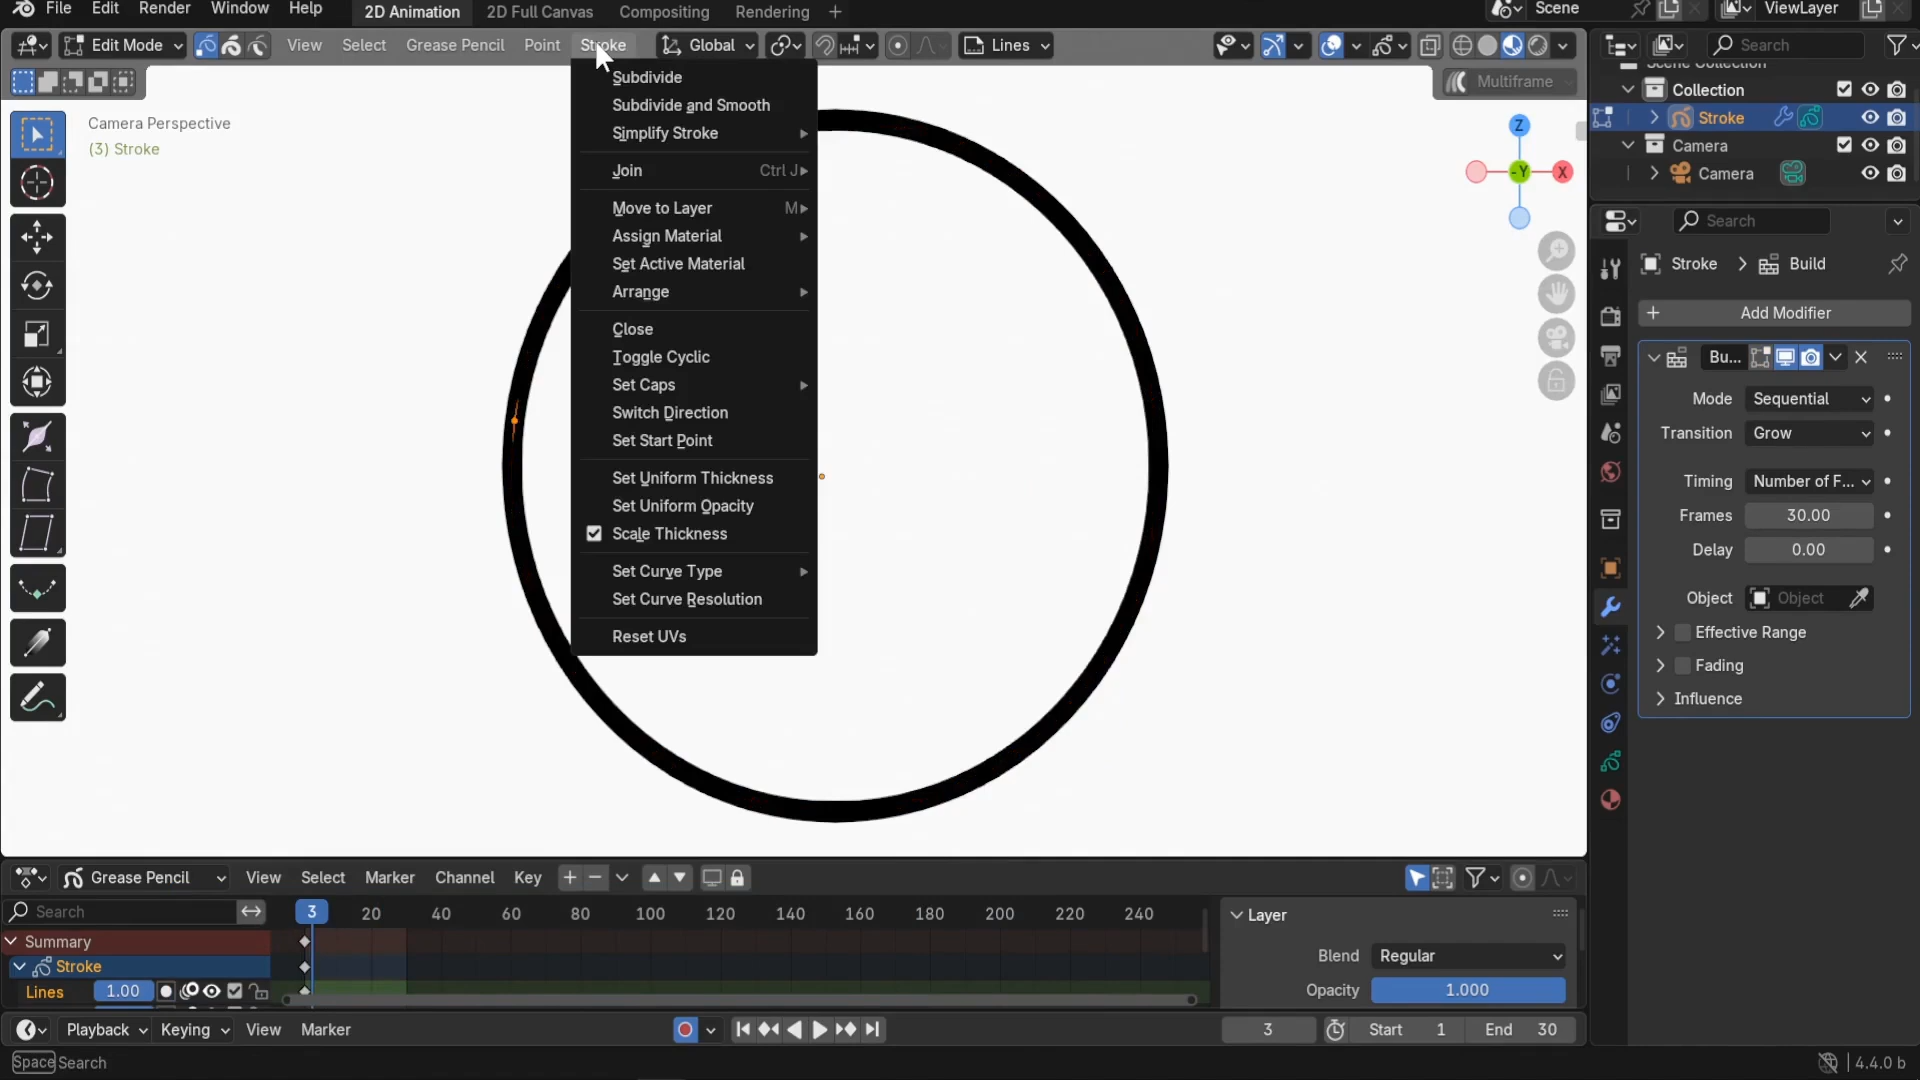 File Edit Render Window Help 2D Animation 2D Full Canvas Compositing Rendering + Scene ViewLayer
Edit Mode View Select Grease Pencil Point Stroke Global Lines Search
Multiframe
Camera Perspective
(3) Stroke
Subdivide
Subdivide and Smooth
Simplify Stroke
Join Ctrl J
Move to Layer M
Assign Material
Set Active Material
Arrange
Close
Toggle Cyclic
Set Caps
Switch Direction
Set Start Point
Set Uniform Thickness
Set Uniform Opacity
Scale Thickness
Set Curve Type
Set Curve Resolution
Reset UVs
Z
-Y
X
Scene Collection
Collection
Stroke
Camera
Camera
Search
Stroke > Build
+ Add Modifier
Bu...
Mode Sequential
Transition Grow
Timing Number of F...
Frames 30.00
Delay 0.00
Object Object
Effective Range
Fading
Influence
Grease Pencil View Select Marker Channel Key
Search 3 20 40 60 80 100 120 140 160 180 200 220 240
Summary
Stroke
Lines 1.00
Layer
Blend Regular
Opacity 1.000
Playback Keying View Marker 3 Start 1 End 30
Space Search 4.4.0 b